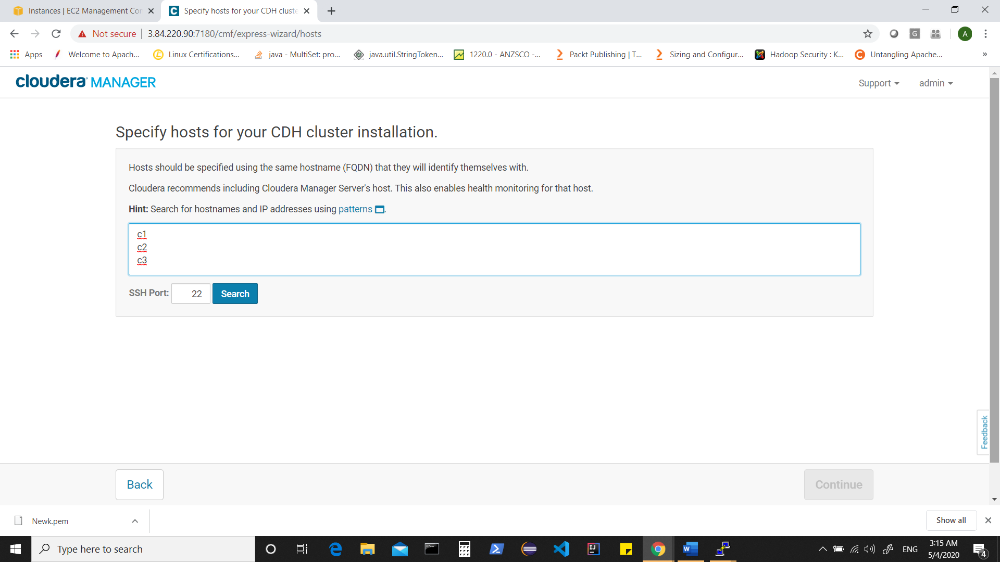 Instances | EC2 Management Con
Specify hosts for your CDH cluste
Not secure
3.84.220.90:7180/cmf/express-wizard/hosts
G
A
Apps
Welcome to Apach...
Linux Certifications...
java - MultiSet: pro...
java.util.StringToken...
1220.0 - ANZSCO -...
Packt Publishing | T...
Sizing and Configur...
Hadoop Security : K...
Untangling Apache...
»
cloudera MANAGER
Support
admin
Specify hosts for your CDH cluster installation.
Hosts should be specified using the same hostname (FQDN) that they will identify themselves with.
Cloudera recommends including Cloudera Manager Server's host. This also enables health monitoring for that host.
Hint: Search for hostnames and IP addresses using patterns .
c1
c2
c3
SSH Port: 22 Search
Feedback
Back
Continue
Newk.pem
Show all
Type here to search
ENG
3:15 AM
5/4/2020
4